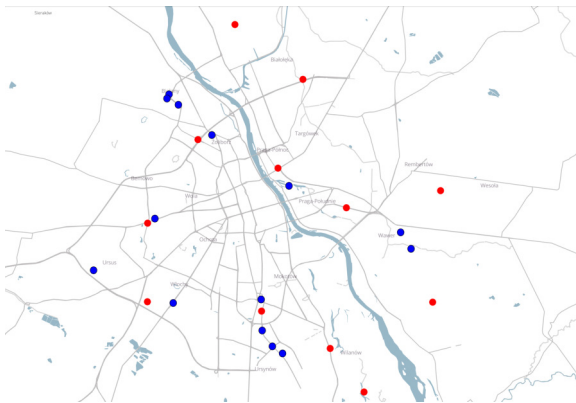 Białołęka
Bielany
Targówek
Żoliborz
Praga-Północ
Rembertów
Bemowo
Wesoła
Wola
Praga-Południe
Wawer
Ochota
Ursus
Mokotów
Włochy
Wilanów
Ursynów